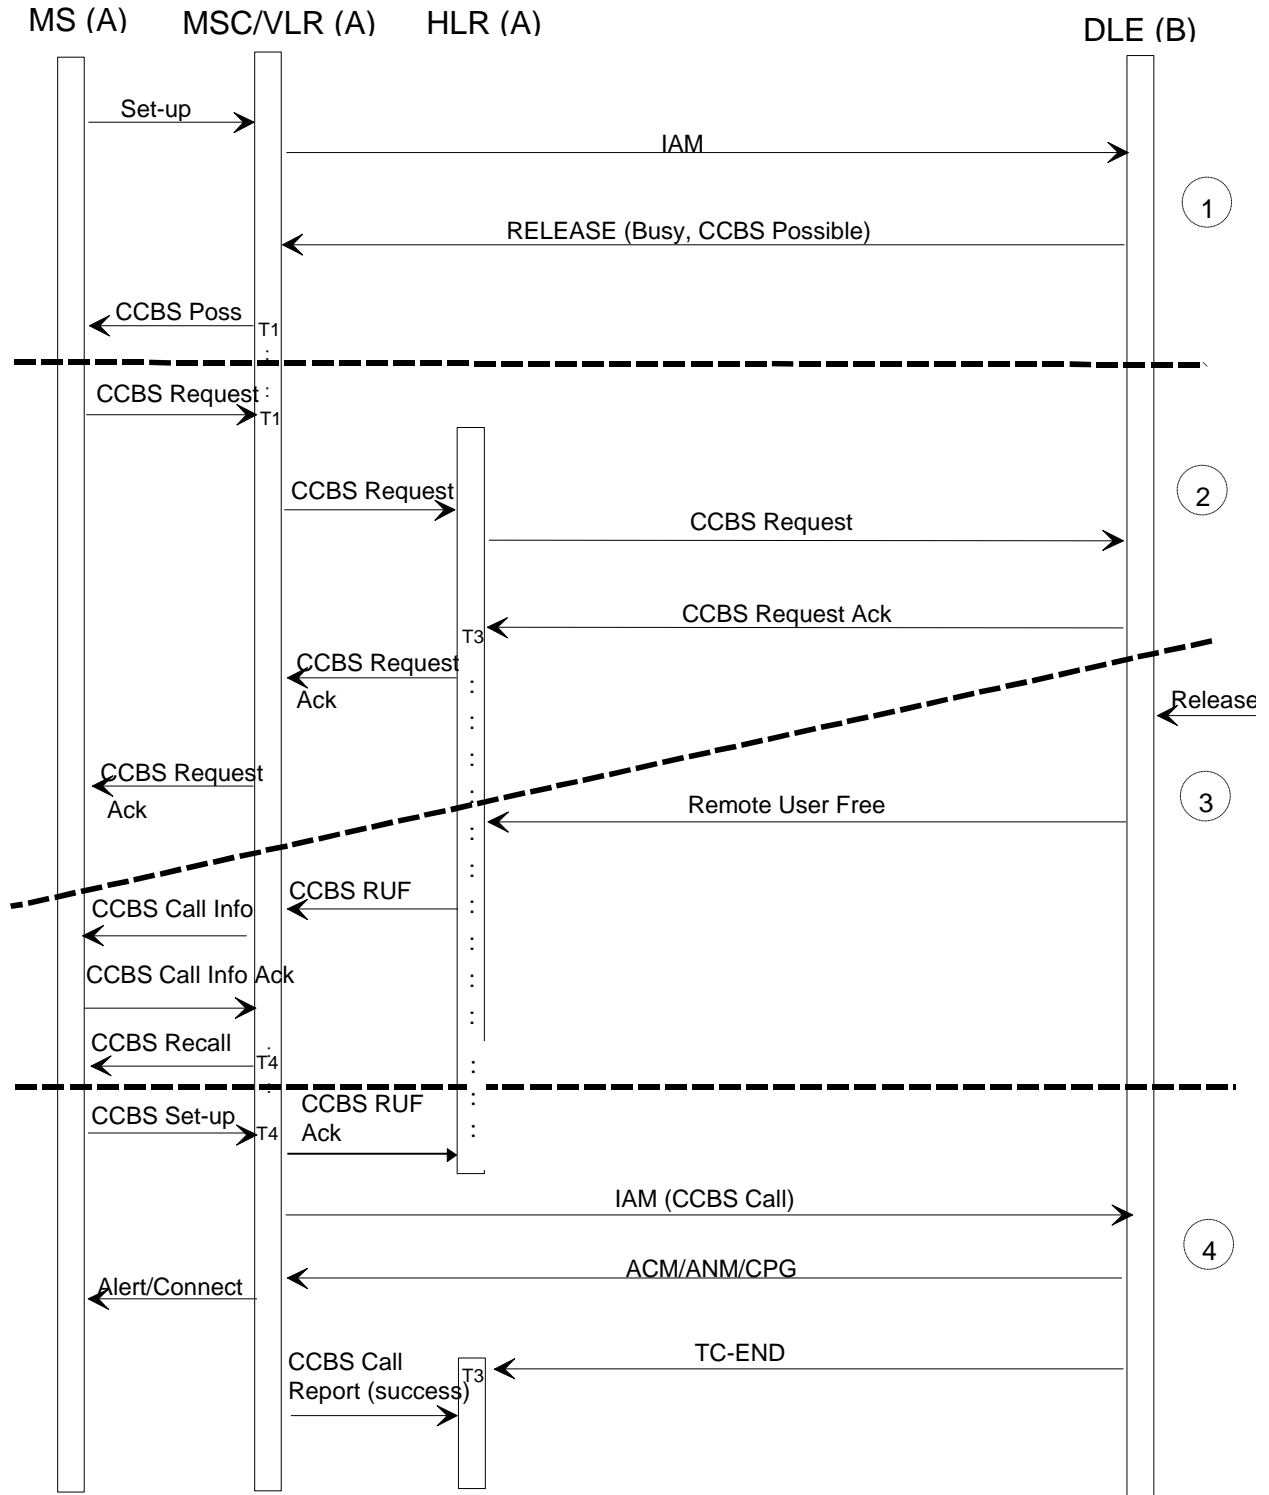 MS (A)
MSC/VLR (A)
HLR (A)
DLE (B)
Set-up
IAM
1
RELEASE (Busy, CCBS Possible)
CCBS Poss
T1
CCBS Request
T1
CCBS Request
2
CCBS Request
CCBS Request Ack
T3
CCBS Request
Ack
Release
CCBS Request
Ack
3
Remote User Free
CCBS RUF
CCBS Call Info
CCBS Call Info Ack
CCBS Recall
T4
CCBS RUF
Ack
CCBS Set-up
T4
IAM (CCBS Call)
4
ACM/ANM/CPG
Alert/Connect
TC-END
CCBS Call
Report (success)
T3